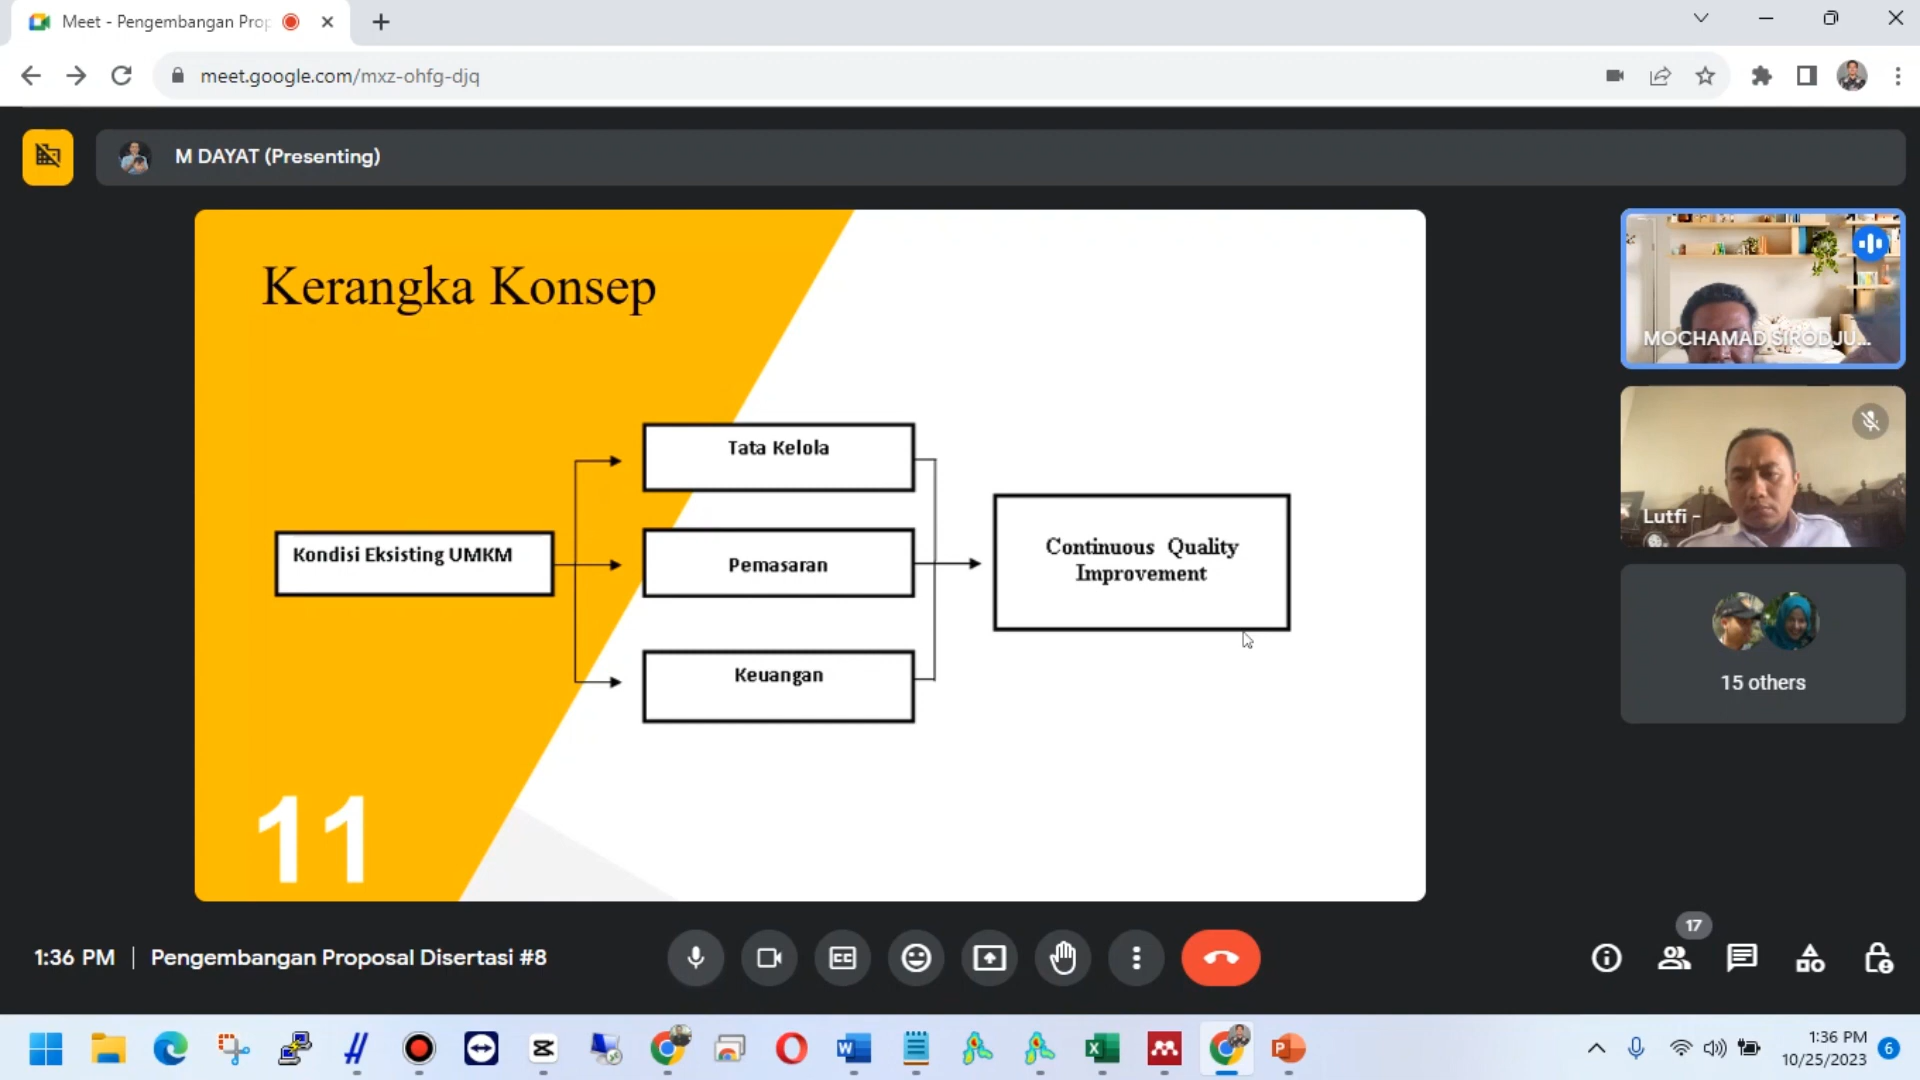 Meet - Pengembangan Prop
meet.google.com/mxz-ohfg-djq
M DAYAT (Presenting)
Kerangka Konsep
Tata Kelola
Kondisi Eksisting UMKM
Pemasaran
Continuous Quality
Improvement
Keuangan
11
MOCHAMAD SIRODJU...
Lutfi -
15 others
1:36 PM
Pengembangan Proposal Disertasi #8
CC
17
1:36 PM
10/25/2023
6